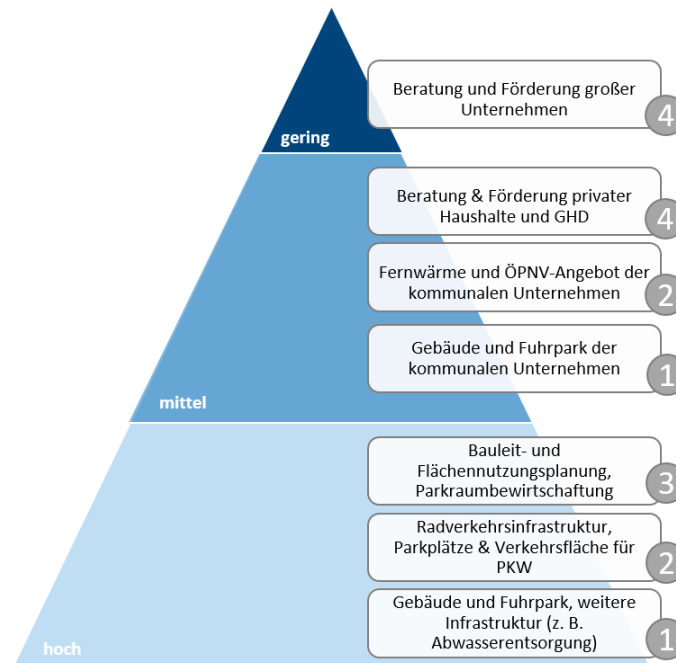 Beratung und Förderung großer
Unternehmen
4
gering
Beratung & Förderung privater
Haushalte und GHD
4
Fernwärme und ÖPNV-Angebot der
kommunalen Unternehmen
2
Gebäude und Fuhrpark der
kommunalen Unternehmen
1
mittel
Bauleit- und
Flächennutzungsplanung,
Parkraumbewirtschaftung
3
Radverkehrsinfrastruktur,
Parkplätze & Verkehrsfläche für
PKW
2
Gebäude und Fuhrpark, weitere
Infrastruktur (z. B.
Abwasserentsorgung)
1
hoch